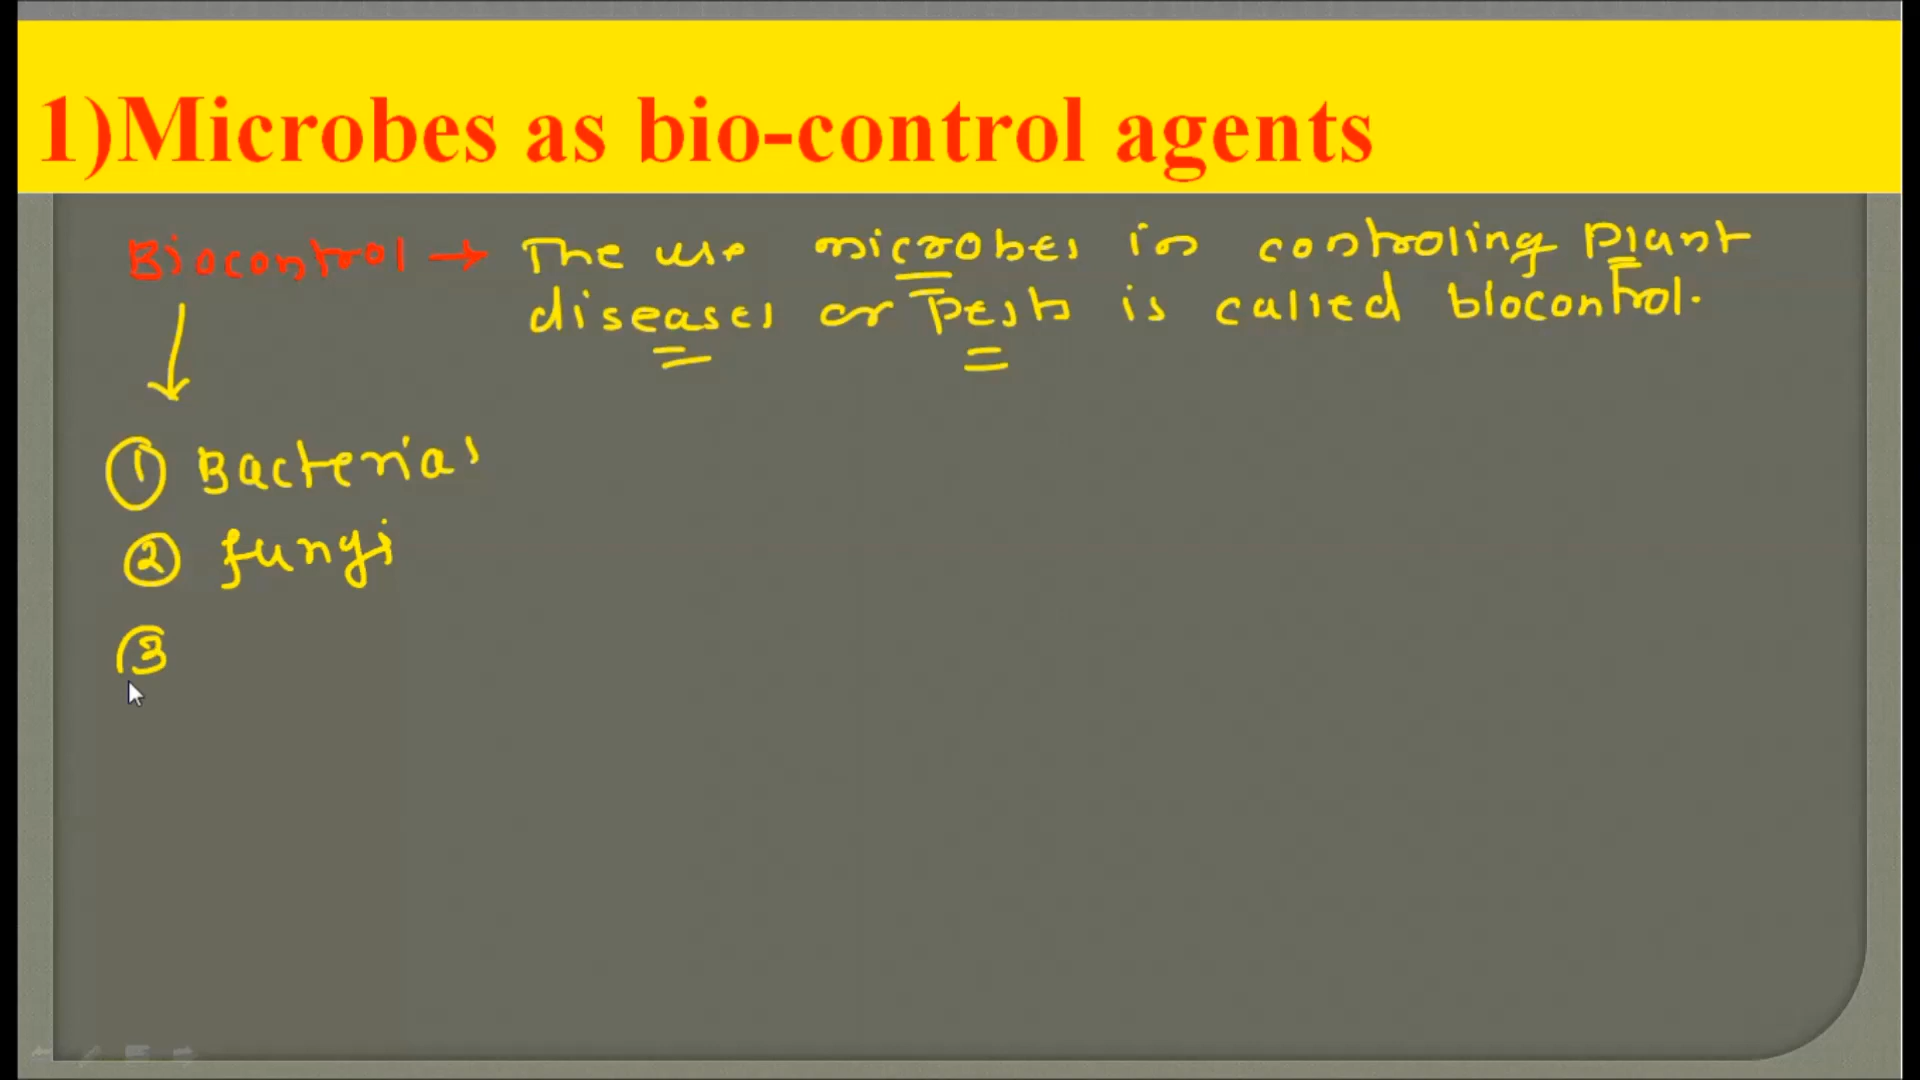 1)Microbes as bio-control agents
Biocontrol → The use microbes in controling plant
diseases or pests is called biocontrol.
① Bacterias
② fungi
③